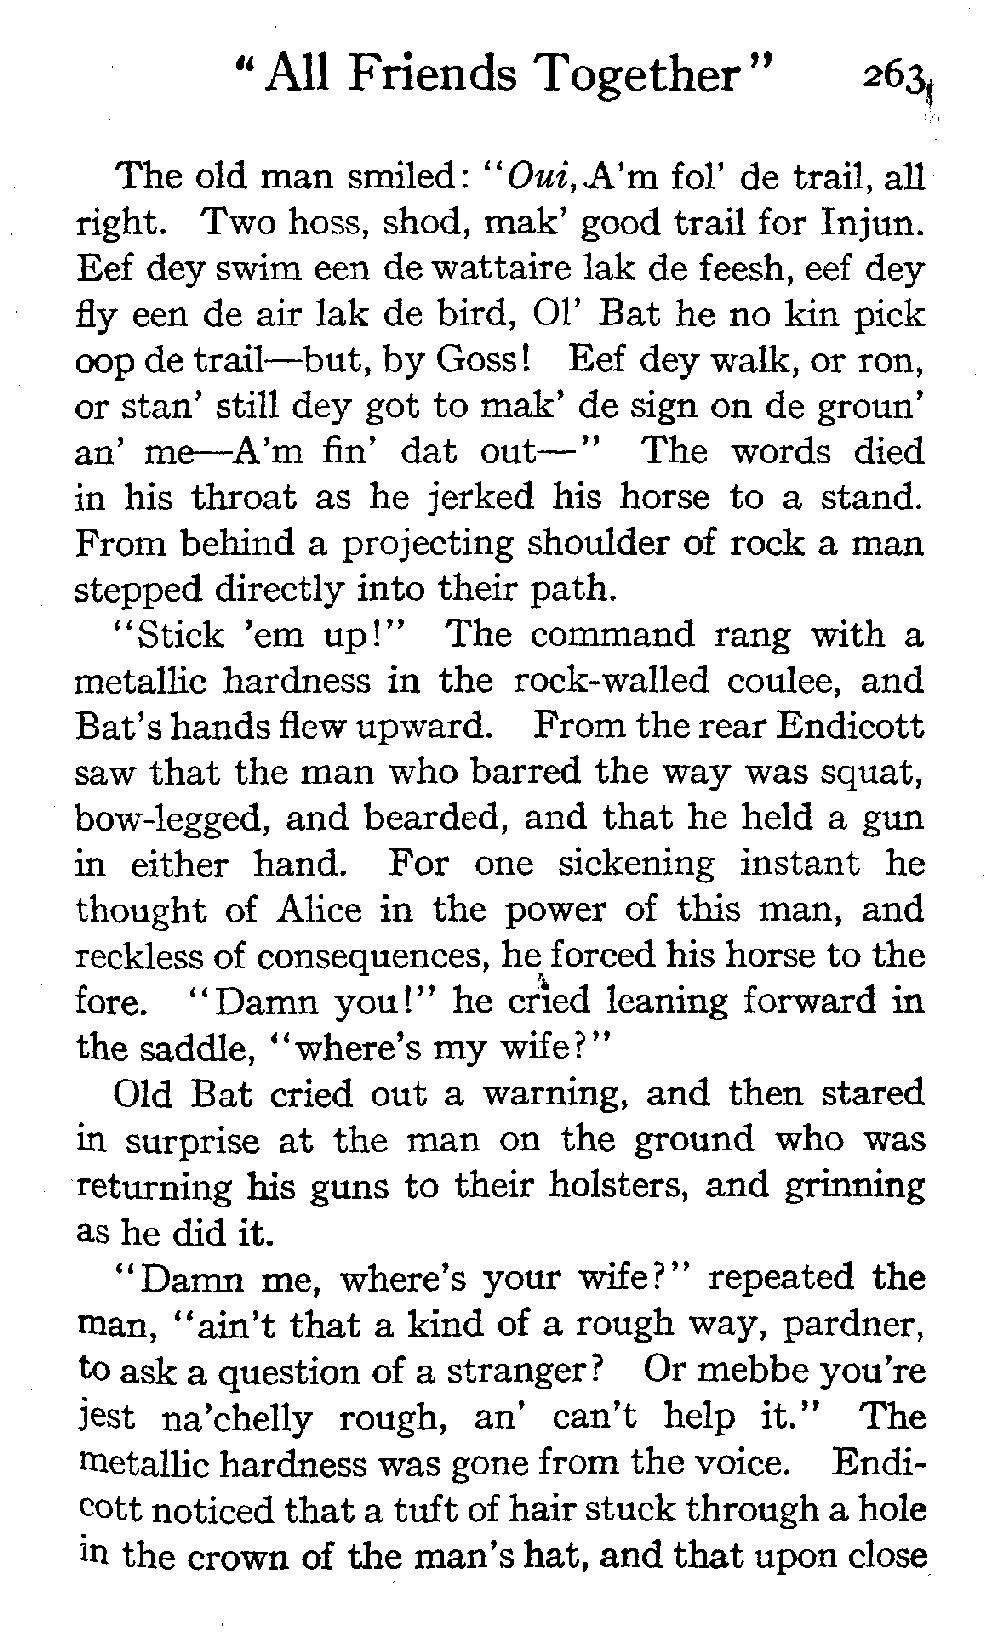 "All Friends Together" 263
The old man smiled: "Oui, A'm fol' de trail, all
right. Two hoss, shod, mak' good trail for Injun.
Eef dey swim een de wattaire lak de feesh, eef dey
fly een de air lak de bird, Ol' Bat he no kin pick
oop de trail—but, by Goss! Eef dey walk, or ron,
or stan' still dey got to mak' de sign on de groun'
an' me—A'm fin' dat out—" The words died
in his throat as he jerked his horse to a stand.
From behind a projecting shoulder of rock a man
stepped directly into their path.
"Stick 'em up!" The command rang with a
metallic hardness in the rock-walled coulee, and
Bat's hands flew upward. From the rear Endicott
saw that the man who barred the way was squat,
bow-legged, and bearded, and that he held a gun
in either hand. For one sickening instant he
thought of Alice in the power of this man, and
reckless of consequences, he forced his horse to the
fore. "Damn you!" he cried leaning forward in
the saddle, "where's my wife?"
Old Bat cried out a warning, and then stared
in surprise at the man on the ground who was
returning his guns to their holsters, and grinning
as he did it.
"Damn me, where's your wife?" repeated the
man, "ain't that a kind of a rough way, pardner,
to ask a question of a stranger? Or mebbe you're
jest na'chelly rough, an' can't help it." The
metallic hardness was gone from the voice. Endi-
cott noticed that a tuft of hair stuck through a hole
in the crown of the man's hat, and that upon close